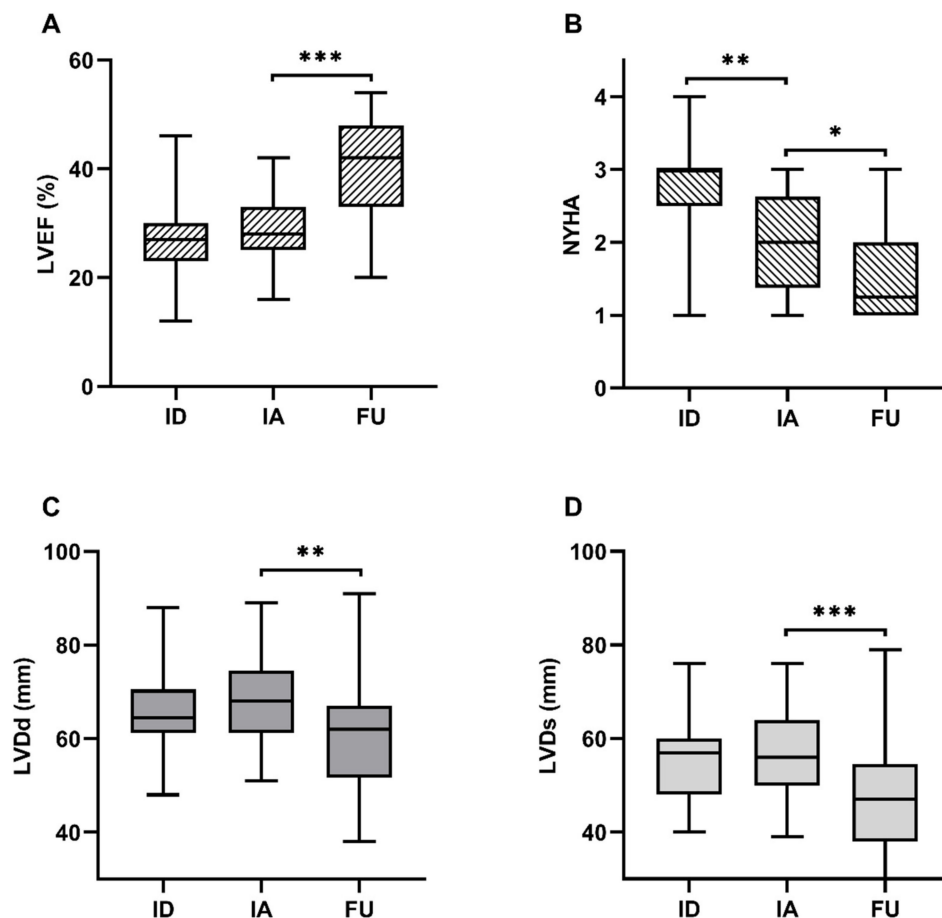 A
LVEF (%)
60
40
20
0
***
ID IA FU
B
NYHA
4
3
2
1
0
**
*
ID IA FU
C
LVDd (mm)
100
80
60
40
**
ID IA FU
D
LVDs (mm)
100
80
60
40
***
ID IA FU